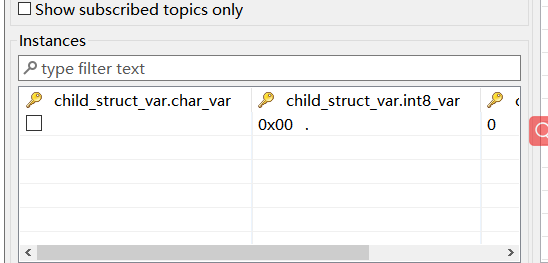 Show subscribed topics only
Instances
type filter text
child_struct_var.char_var child_struct_var.int8_var
0x00 . 0